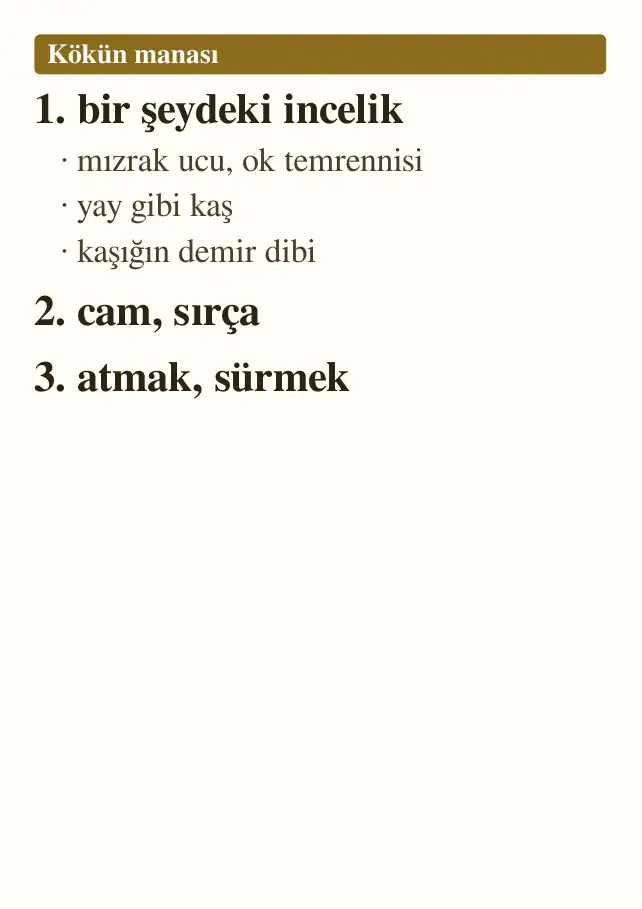 Kökün manası
1. bir şeydeki incelik
· mızrak ucu, ok temrennisi
· yay gibi kaş
· kaşığın demir dibi
2. cam, sırça
3. atmak, sürmek